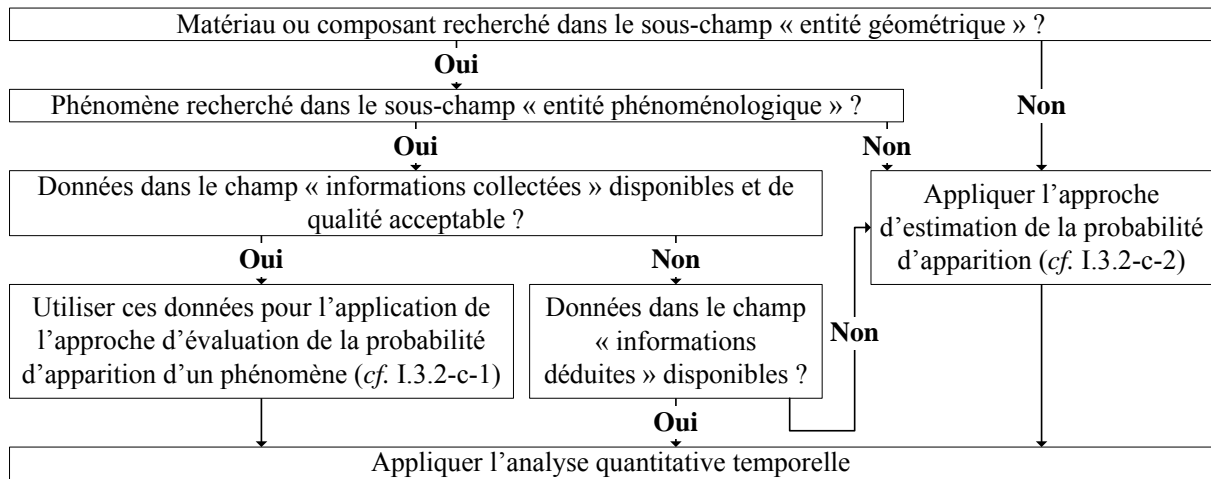 Matériau ou composant recherché dans le sous-champ « entité géométrique » ?
Oui
Non
Phénomène recherché dans le sous-champ « entité phénoménologique » ?
Oui
Non
Données dans le champ « informations collectées » disponibles et de
qualité acceptable ?
Appliquer l’approche
d’estimation de la probabilité
d’apparition (cf. I.3.2-c-2)
Oui
Non
Utiliser ces données pour l’application de
l’approche d’évaluation de la probabilité
d’apparition d’un phénomène (cf. I.3.2-c-1)
Données dans le champ
« informations
déduites » disponibles ?
Non
Oui
Appliquer l’analyse quantitative temporelle